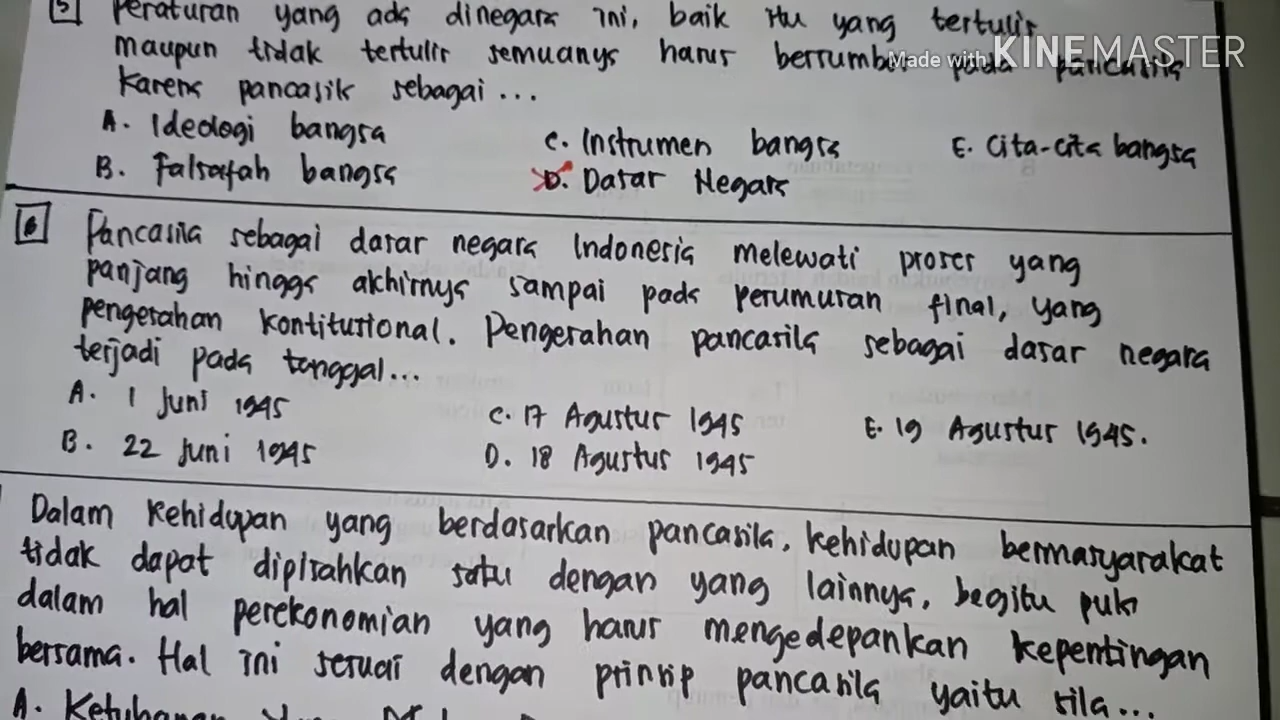 5 Peraturan yang ada dinegara ini, baik itu yang tertulis
maupun tidak tertulis semuanya harus bersumber pada pancasila
Karena pancasila sebagai ...
A. Ideologi bangsa
B. Falsafah bangsa
C. Instrumen bangsa
D. Dasar Negara
E. Cita-cita bangsa
6 Pancasila sebagai dasar negara Indonesia melewati proses yang
panjang hingga akhirnya sampai pada perumusan final, yang
pengesahan kontitusional. Pengesahan pancasila sebagai dasar negara
terjadi pada tanggal...
A. 1 Juni 1945
B. 22 Juni 1945
C. 17 Agustus 1945
D. 18 Agustus 1945
E. 19 Agustus 1945.
Dalam kehidupan yang berdasarkan pancasila, kehidupan bermasyarakat
tidak dapat dipisahkan satu dengan yang lainnya, begitu pula
dalam hal perekonomian yang harus mengedepankan kepentingan
bersama. Hal ini sesuai dengan prinsip pancasila yaitu sila...
A. Ketuhanan Yang
Made with KINEMASTER